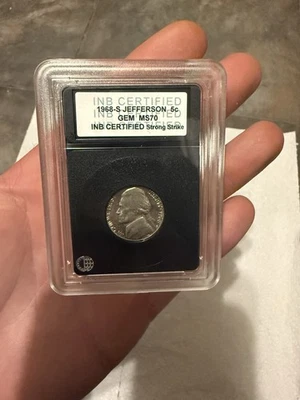 INB CERTIFIED
1968-S JEFFERSON 5c
GEM MS70
INB CERTIFIED Strong Strike